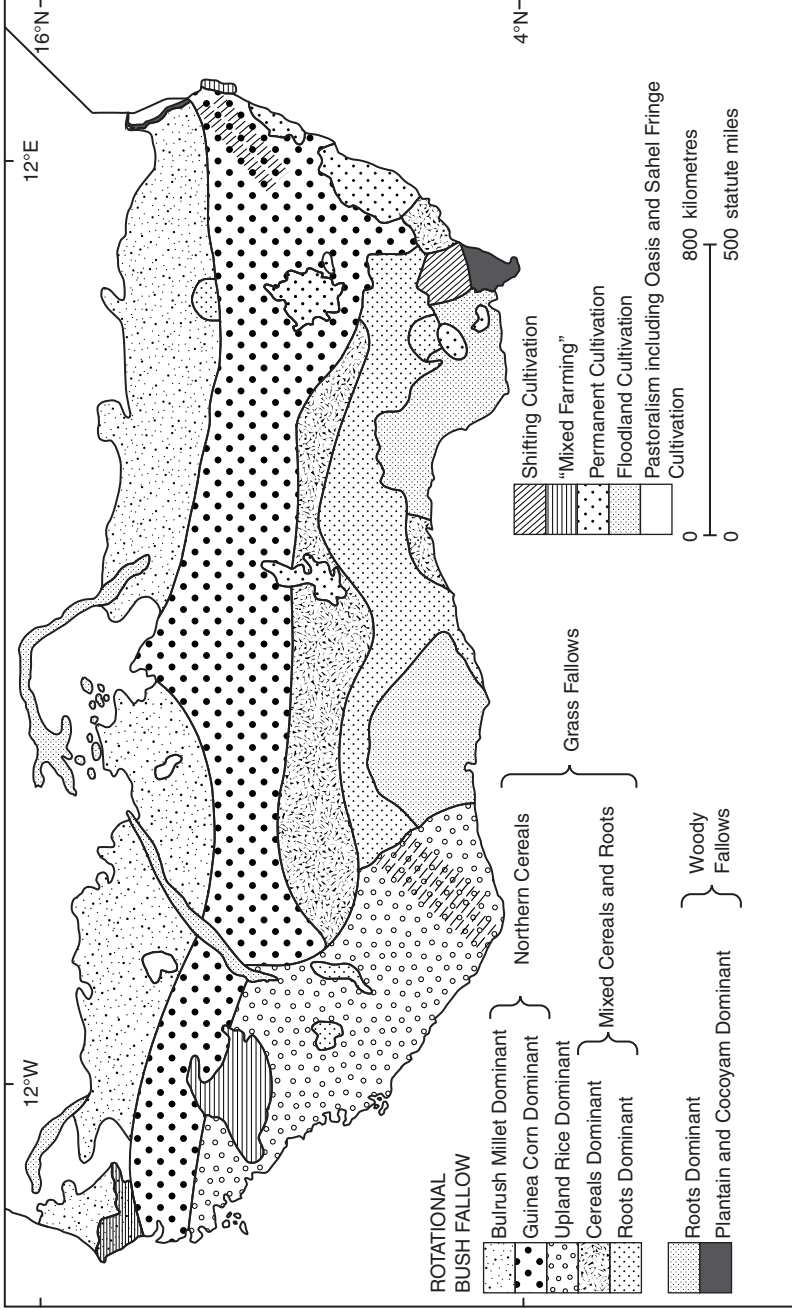 16°N
4°N
12°E
12°W
ROTATIONAL
BUSH FALLOW
Bulrush Millet Dominant
Guinea Corn Dominant
Upland Rice Dominant
Cereals Dominant
Roots Dominant
Northern Cereals
Mixed Cereals and Roots
Grass Fallows
Roots Dominant
Plantain and Cocoyam Dominant
Woody
Fallows
Shifting Cultivation
“Mixed Farming”
Permanent Cultivation
Floodland Cultivation
Pastoralism including Oasis and Sahel Fringe
Cultivation
0 800 kilometres
0 500 statute miles